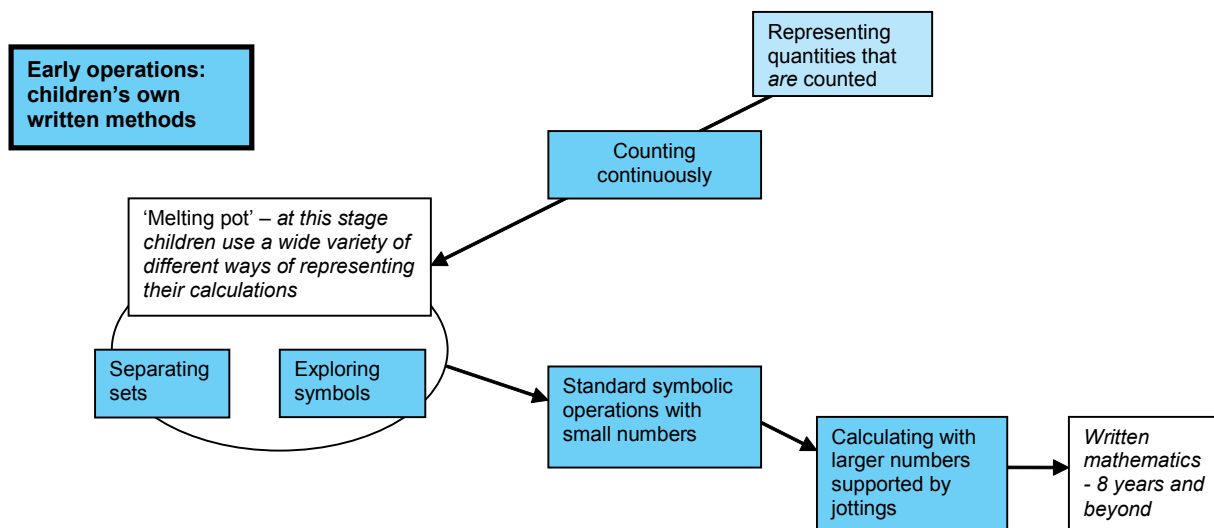 Early operations:
children's own
written methods
Representing
quantities that
are counted
Counting
continuously
‘Melting pot’ – at this stage
children use a wide variety of
different ways of representing
their calculations
Separating
sets
Exploring
symbols
Standard symbolic
operations with
small numbers
Calculating with
larger numbers
supported by
jottings
Written
mathematics
- 8 years and
beyond